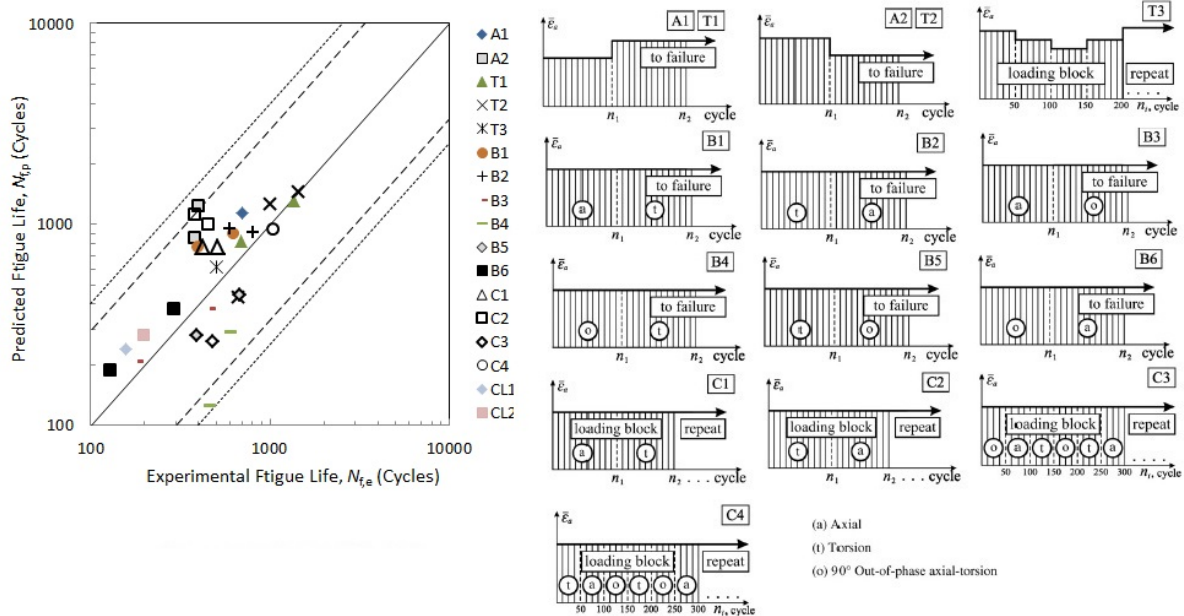 10000
1000
100
100
1000
10000
Predicted Ftigue Life, Nf,p (Cycles)
Experimental Ftigue Life, Nf,e (Cycles)
A1
A2
T1
T2
T3
B1
B2
B3
B4
B5
B6
C1
C2
C3
C4
CL1
CL2
ε̄a
A1 T1
to failure
n1
n2
cycle
ε̄a
A2 T2
to failure
n1
n2
cycle
ε̄a
T3
loading block
repeat
50 100 150 200 . . . .
ni, cycle
ε̄a
B1
to failure
a
t
n1
n2
cycle
ε̄a
B2
to failure
t
a
n1
n2
cycle
ε̄a
B3
to failure
a
o
n1
n2
cycle
ε̄a
B4
to failure
o
t
n1
n2
cycle
ε̄a
B5
to failure
t
o
n1
n2
cycle
ε̄a
B6
to failure
o
a
n1
n2
cycle
ε̄a
C1
loading block
repeat
a
t
n1
n2 . . . cycle
ε̄a
C2
loading block
repeat
t
a
n1
n2 . . . cycle
ε̄a
C3
loading block
repeat
o a t o t a
50 100 150 200 250 300 . . . .
ni, cycle
ε̄a
C4
loading block
repeat
t a o t o a
50 100 150 200 250 300 . . . .
ni, cycle
(a) Axial
(t) Torsion
(o) 90° Out-of-phase axial-torsion